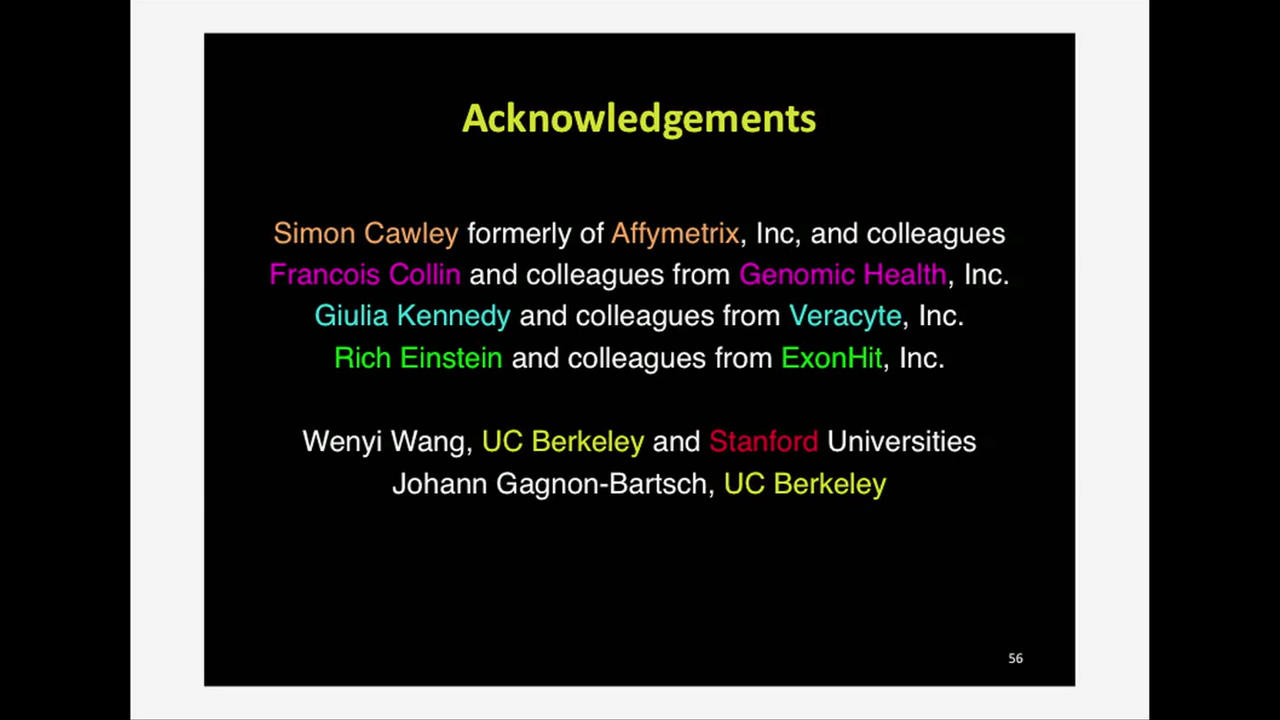 Acknowledgements
Simon Cawley formerly of Affymetrix, Inc, and colleagues
Francois Collin and colleagues from Genomic Health, Inc.
Giulia Kennedy and colleagues from Veracyte, Inc.
Rich Einstein and colleagues from ExonHit, Inc.
Wenyi Wang, UC Berkeley and Stanford Universities
Johann Gagnon-Bartsch, UC Berkeley
56